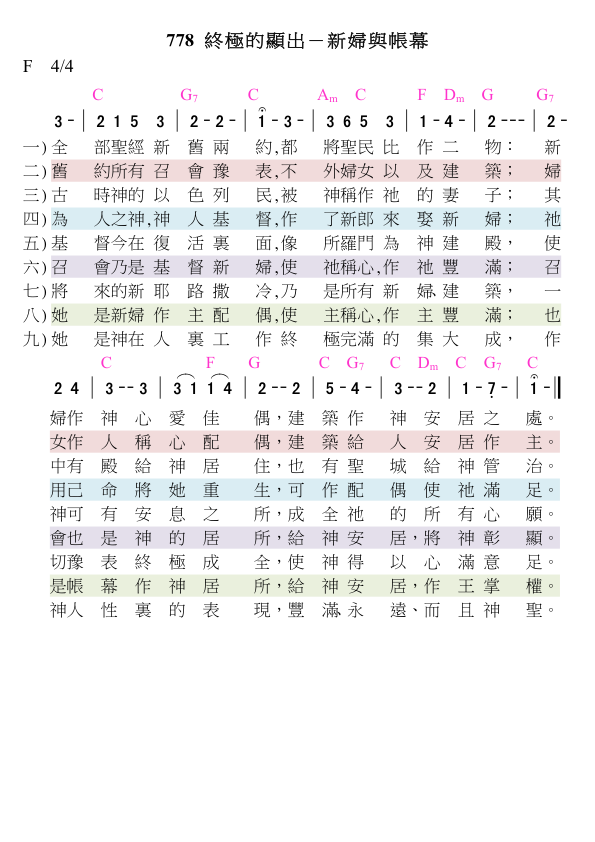 778 終極的顯出－新婦與帳幕
F 4/4
C G7 C Am C F Dm G G7
3 - | 2 1 5 3 | 2 - 2 - | 1 - 3 - | 3 6 5 3 | 1 - 4 - | 2 - - - | 2 -
一) 全 部聖經 新 舊 兩 約,都 將聖民 比 作 二 物： 新
二) 舊 約所有 召 會 豫 表,不 外婦女 以 及 建 築； 婦
三) 古 時神的 以 色 列 民,被 神稱作 祂 的 妻 子； 其
四) 為 人之神,神 人 基 督,作 了新郎 來 娶 新 婦； 祂
五) 基 督今在 復 活 裏 面,像 所羅門 為 神 建 殿， 使
六) 召 會乃是 基 督 新 婦,使 祂稱心,作 祂 豐 滿； 召
七) 將 來的新 耶 路 撒 冷,乃 是所有 新 婦、建 築， 一
八) 她 是新婦 作 主 配 偶,使 主稱心,作 主 豐 滿； 也
九) 她 是神在 人 裏 工 作 終 極完滿 的 集 大 成， 作
C F G C G7 C Dm C G7 C
2 4 | 3 - - 3 | 3 1 1 4 | 2 - - 2 | 5 - 4 - | 3 - - 2 | 1 - 7 - | 1 - ||
婦作 神 心 愛 佳 偶，建 築 作 神 安 居 之 處。
女作 人 稱 心 配 偶，建 築 給 人 安 居 作 主。
中有 殿 給 神 居 住，也 有 聖 城 給 神 管 治。
用己 命 將 她 重 生，可 作 配 偶 使 祂 滿 足。
神可 有 安 息 之 所，成 全 祂 的 所 有 心 願。
會也 是 神 的 居 所，給 神 安 居，將 神 彰 顯。
切豫 表 終 極 成 全，使 神 得 以 心 滿 意 足。
是帳 幕 作 神 居 所，給 神 安 居，作 王 掌 權。
神人 性 裏 的 表 現，豐 滿、永 遠、而 且 神 聖。